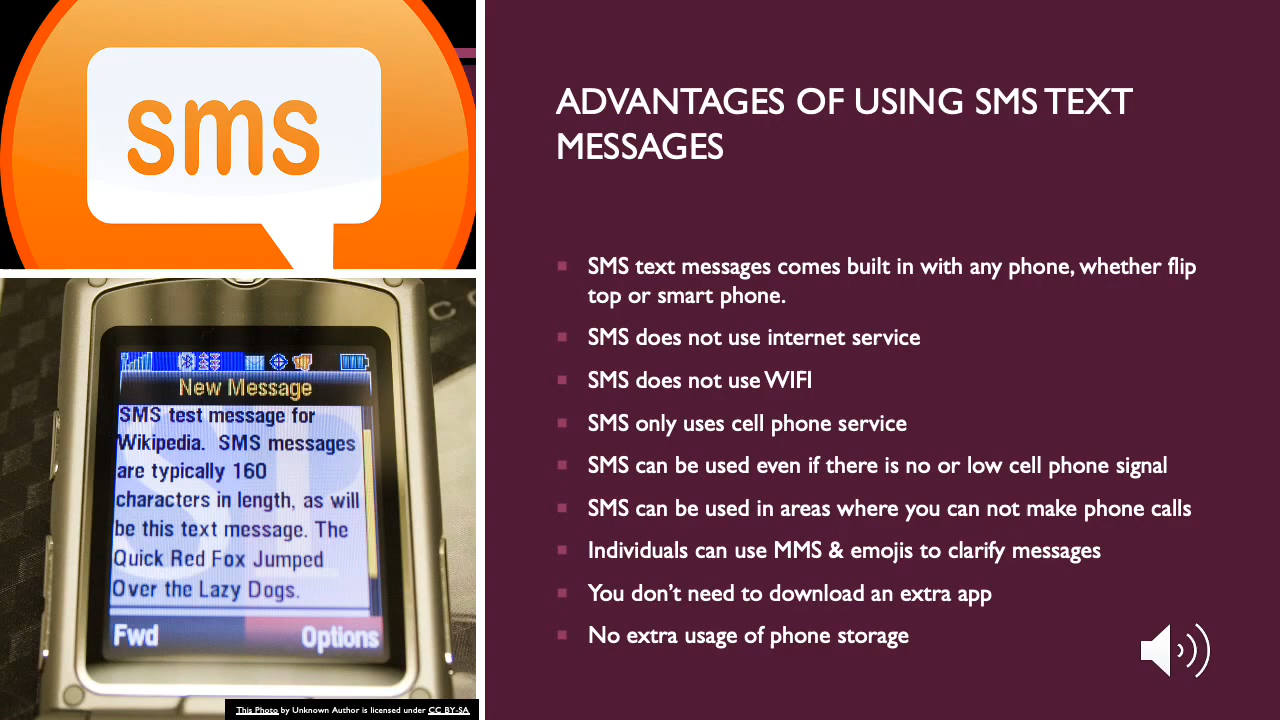 sms
New Message
SMS test message for
Wikipedia. SMS messages
are typically 160
characters in length, as will
be this text message. The
Quick Red Fox Jumped
Over the Lazy Dogs.
Fwd Options
This Photo by Unknown Author is licensed under CC BY-SA
ADVANTAGES OF USING SMS TEXT
MESSAGES
SMS text messages comes built in with any phone, whether flip
top or smart phone.
SMS does not use internet service
SMS does not use WIFI
SMS only uses cell phone service
SMS can be used even if there is no or low cell phone signal
SMS can be used in areas where you can not make phone calls
Individuals can use MMS & emojis to clarify messages
You don't need to download an extra app
No extra usage of phone storage